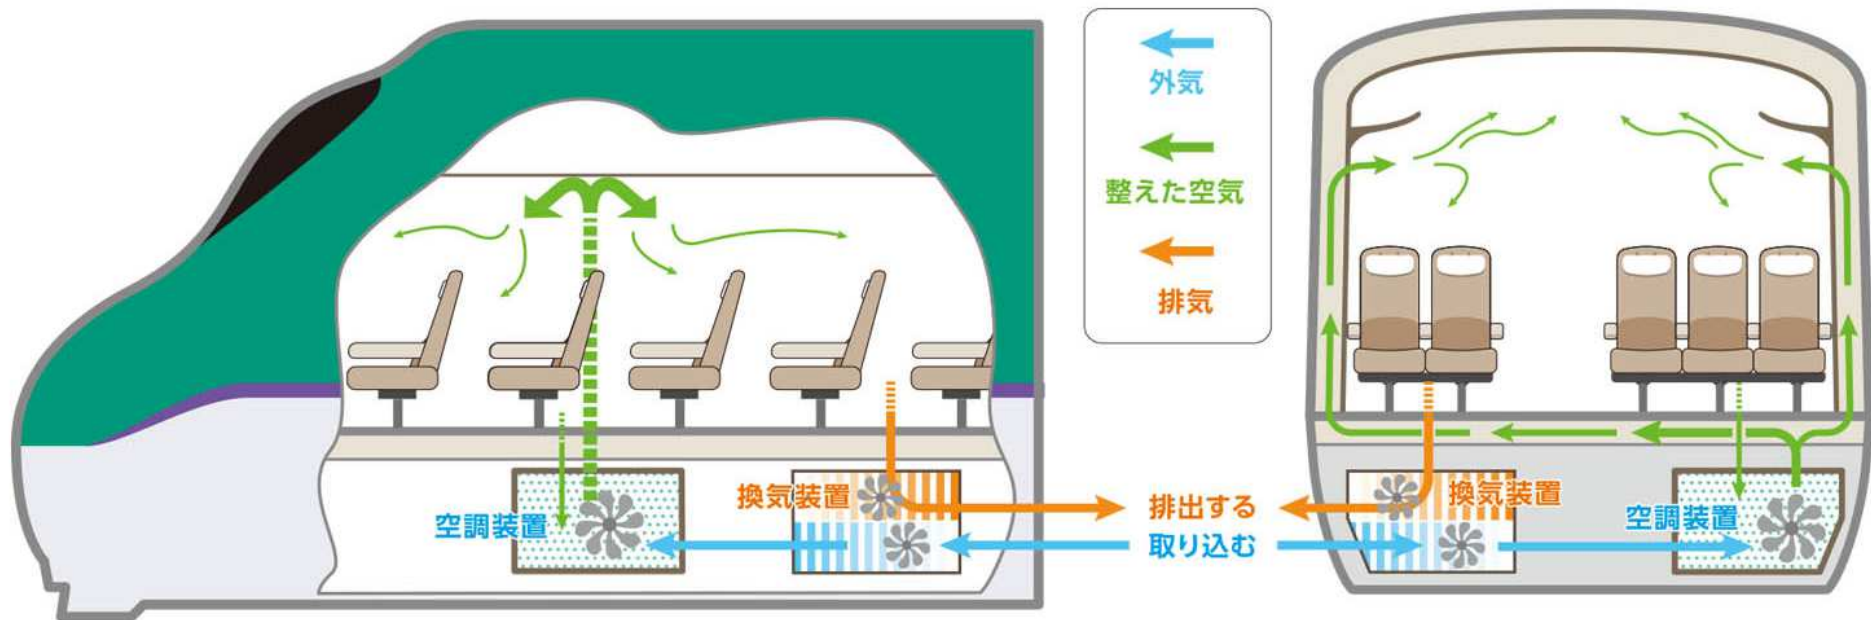 外気
整えた空気
排気
換気装置
空調装置
排出する
取り込む
換気装置
空調装置